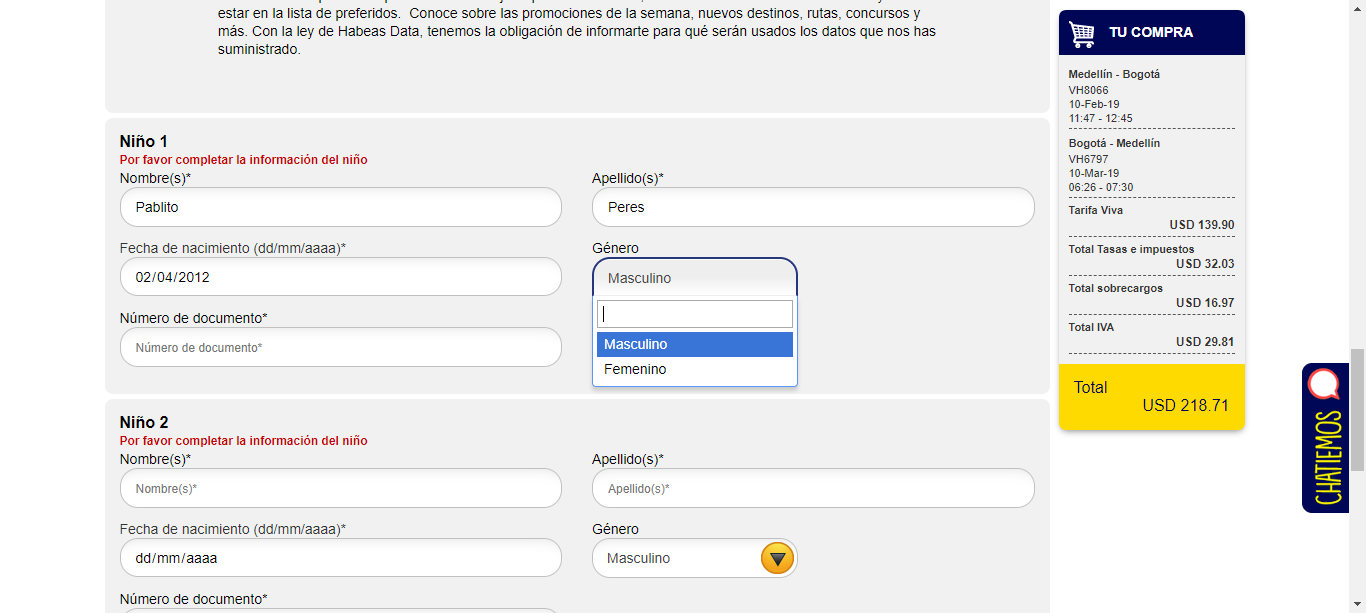 estar en la lista de preferidos. Conoce sobre las promociones de la semana, nuevos destinos, rutas, concursos y
más. Con la ley de Habeas Data, tenemos la obligación de informarte para qué serán usados los datos que nos has
suministrado.
Niño 1
Por favor completar la información del niño
Nombre(s)*
Apellido(s)*
Pablito
Peres
Fecha de nacimiento (dd/mm/aaaa)*
Género
02/04/2012
Masculino
Número de documento*
Número de documento*
Masculino
Femenino
Niño 2
Por favor completar la información del niño
Nombre(s)*
Apellido(s)*
Nombre(s)*
Apellido(s)*
Fecha de nacimiento (dd/mm/aaaa)*
Género
dd/mm/aaaa
Masculino
Número de documento*
TU COMPRA
Medellín - Bogotá
VH8066
10-Feb-19
11:47 - 12:45
Bogotá - Medellín
VH6797
10-Mar-19
06:26 - 07:30
Tarifa Viva
USD 139.90
Total Tasas e impuestos
USD 32.03
Total sobrecargos
USD 16.97
Total IVA
USD 29.81
Total
USD 218.71
CHATIEMOS